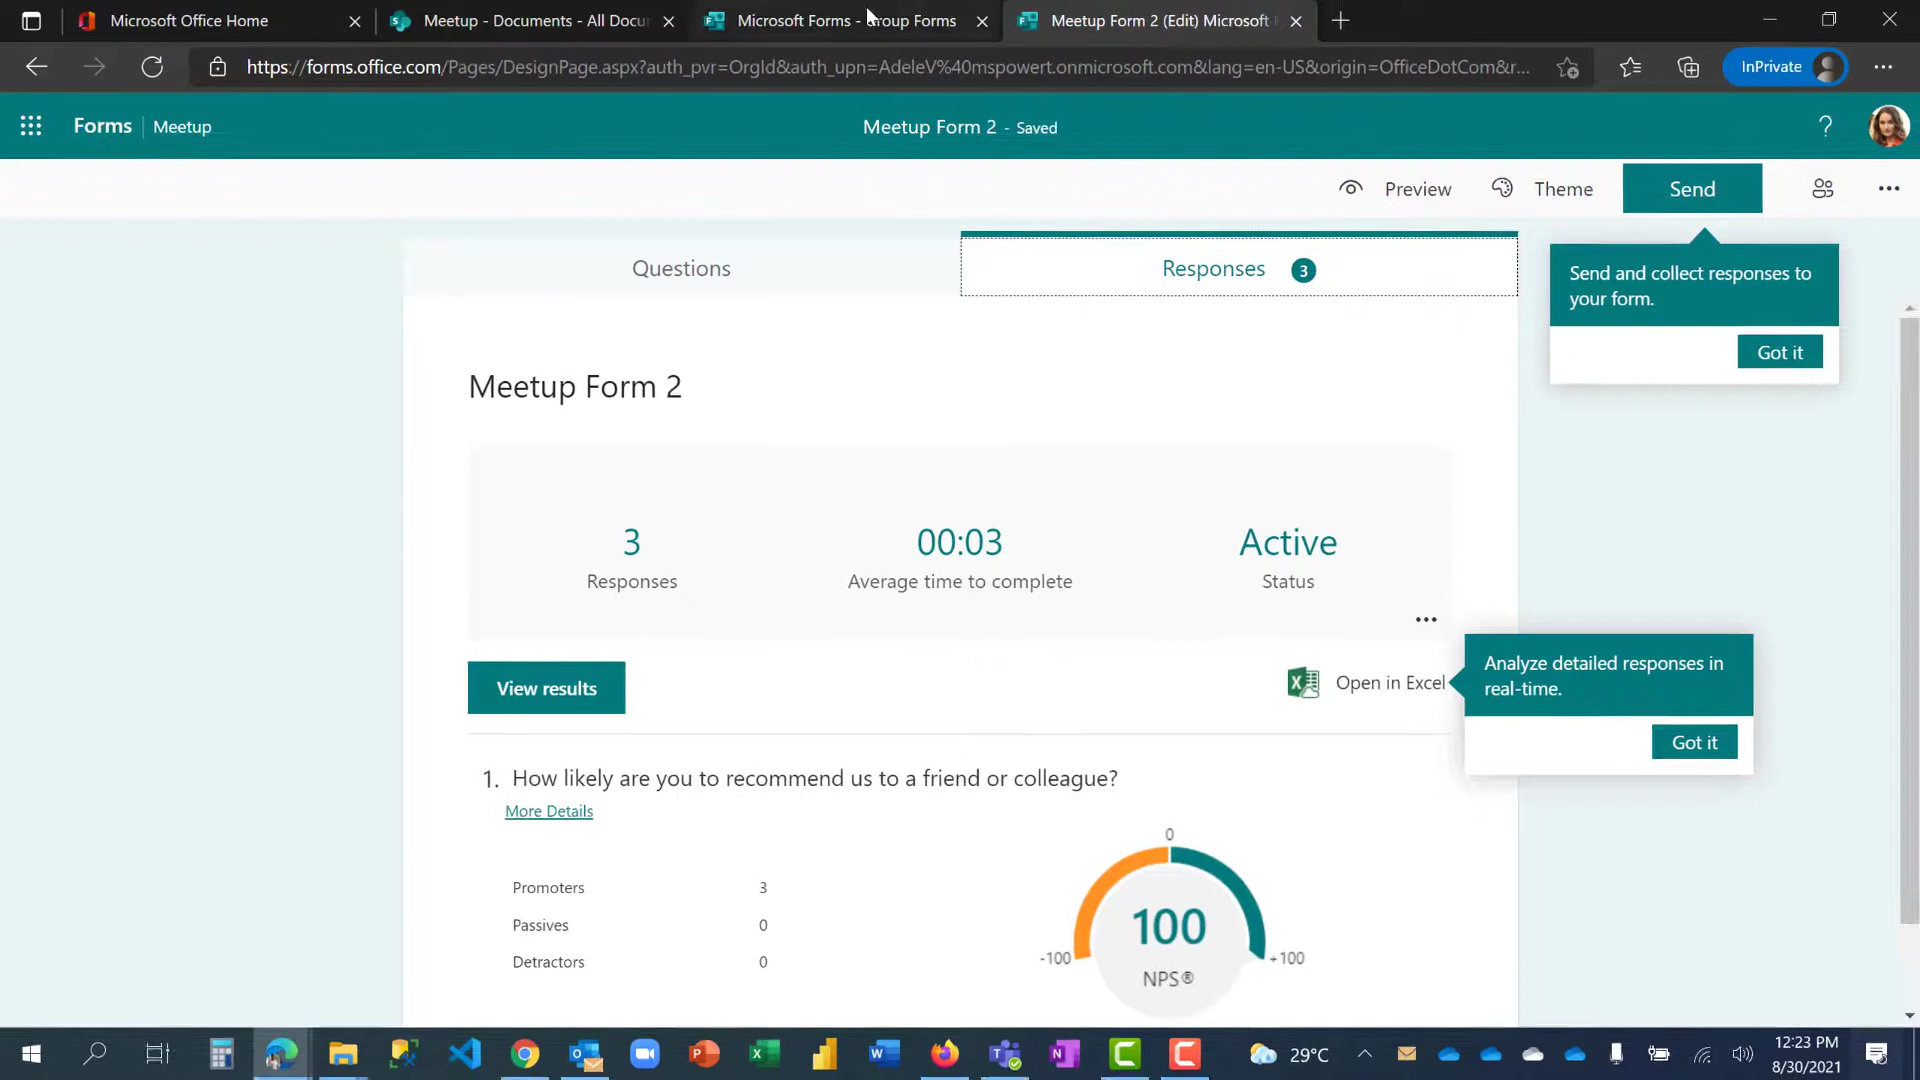 Microsoft Office Home
Meetup - Documents - All Docu
Microsoft Forms - Group Forms
Meetup Form 2 (Edit) Microsoft
https://forms.office.com/Pages/DesignPage.aspx?auth_pvr=OrgId&auth_upn=AdeleV%40mspowert.onmicrosoft.com&lang=en-US&origin=OfficeDotCom&r...
InPrivate
Forms
Meetup
Meetup Form 2 - Saved
?
Preview
Theme
Send
Questions
Responses 3
Send and collect responses to
your form.
Got it
Meetup Form 2
3
Responses
00:03
Average time to complete
Active
Status
View results
Open in Excel
Analyze detailed responses in
real-time.
Got it
1. How likely are you to recommend us to a friend or colleague?
More Details
Promoters 3
Passives 0
Detractors 0
0
-100
+100
100
NPS®
29°C
12:23 PM
8/30/2021